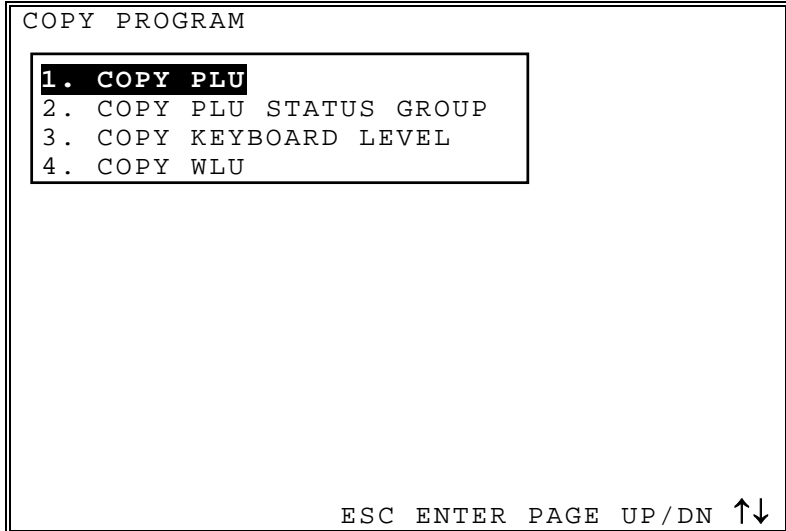 COPY PROGRAM
1. COPY PLU
2. COPY PLU STATUS GROUP
3. COPY KEYBOARD LEVEL
4. COPY WLU
ESC ENTER PAGE UP/DN ↑↓